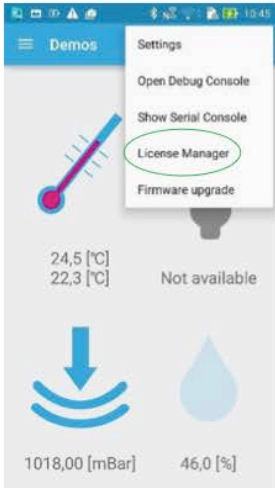 10:45
Demos
Settings
Open Debug Console
Show Serial Console
License Manager
Firmware upgrade
24,5 [°C]
22,3 [°C]
Not available
1018,00 [mBar]
46,0 [%]